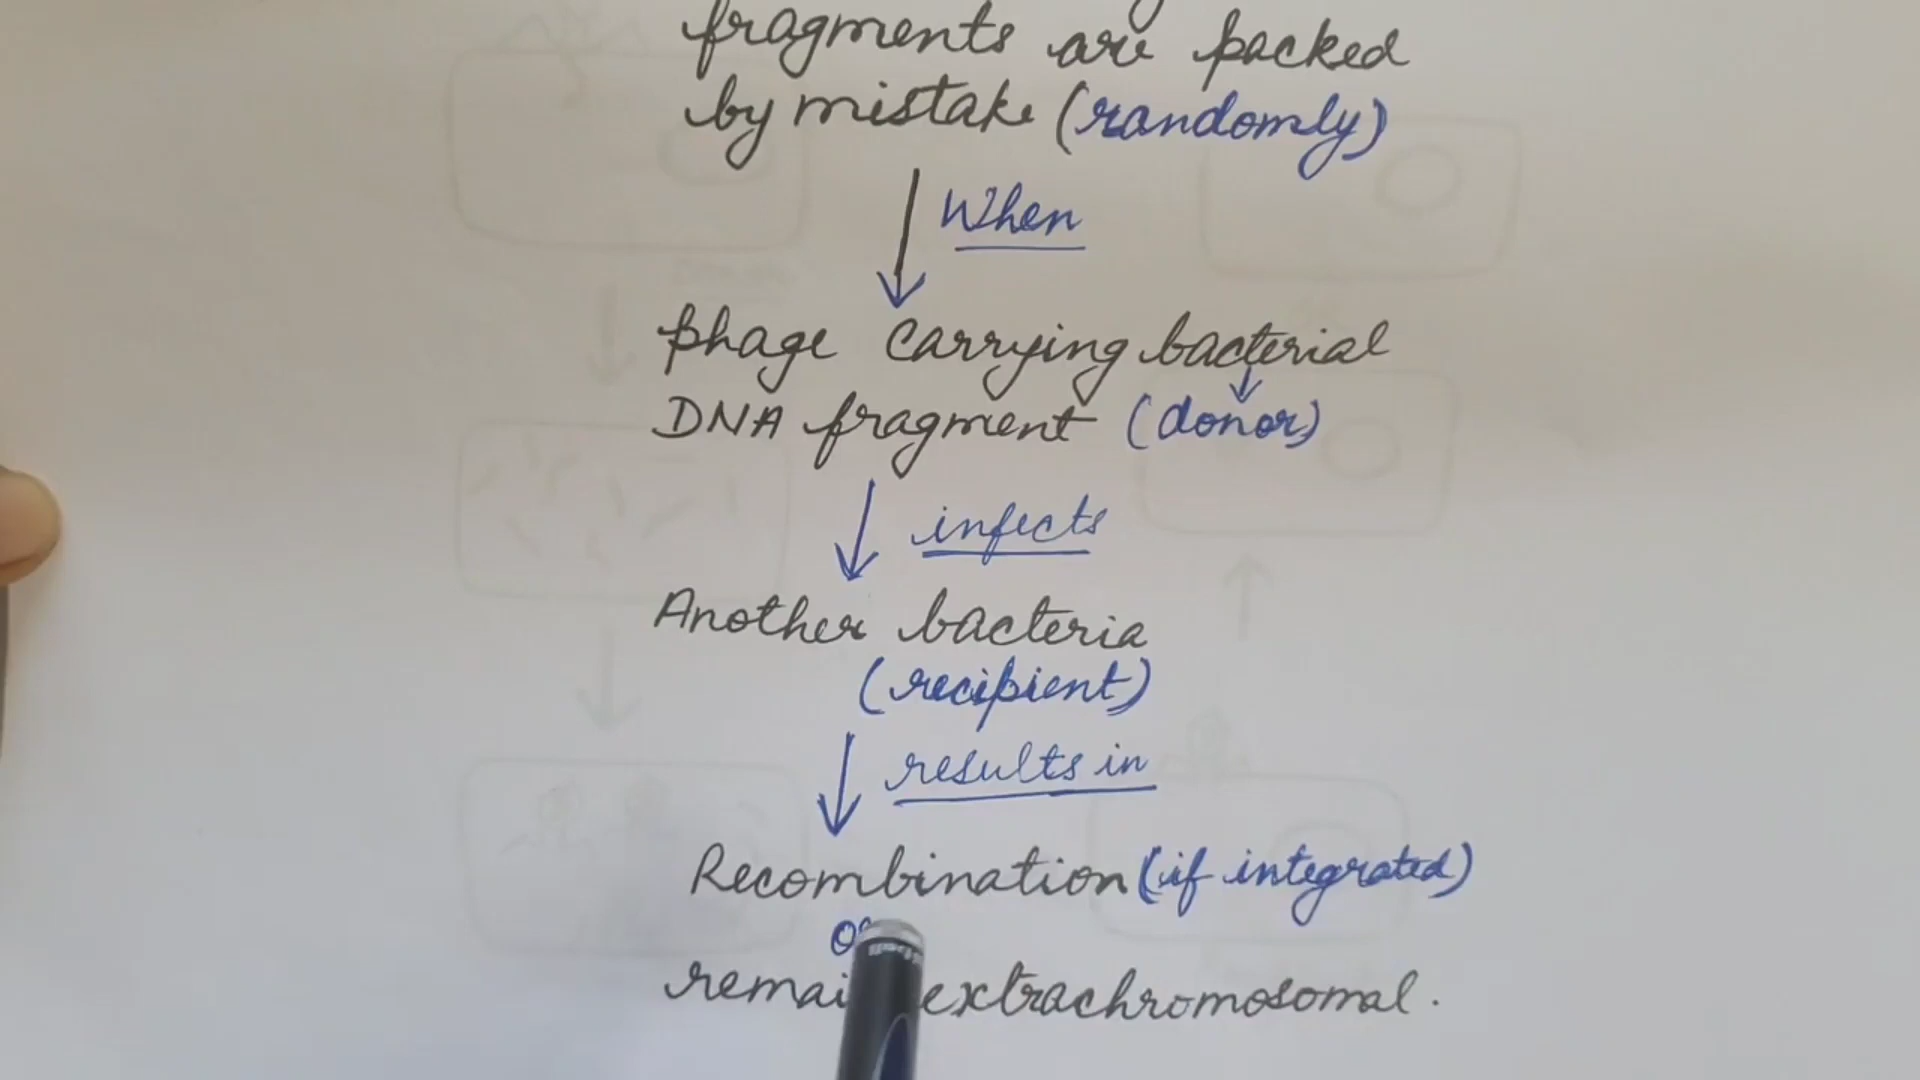 fragments are packed
by mistake (randomly)
When
phage carrying bacterial
DNA fragment (donor)
infects
Another bacteria
(recipient)
results in
Recombination (if integrated)
extrachromosomal.